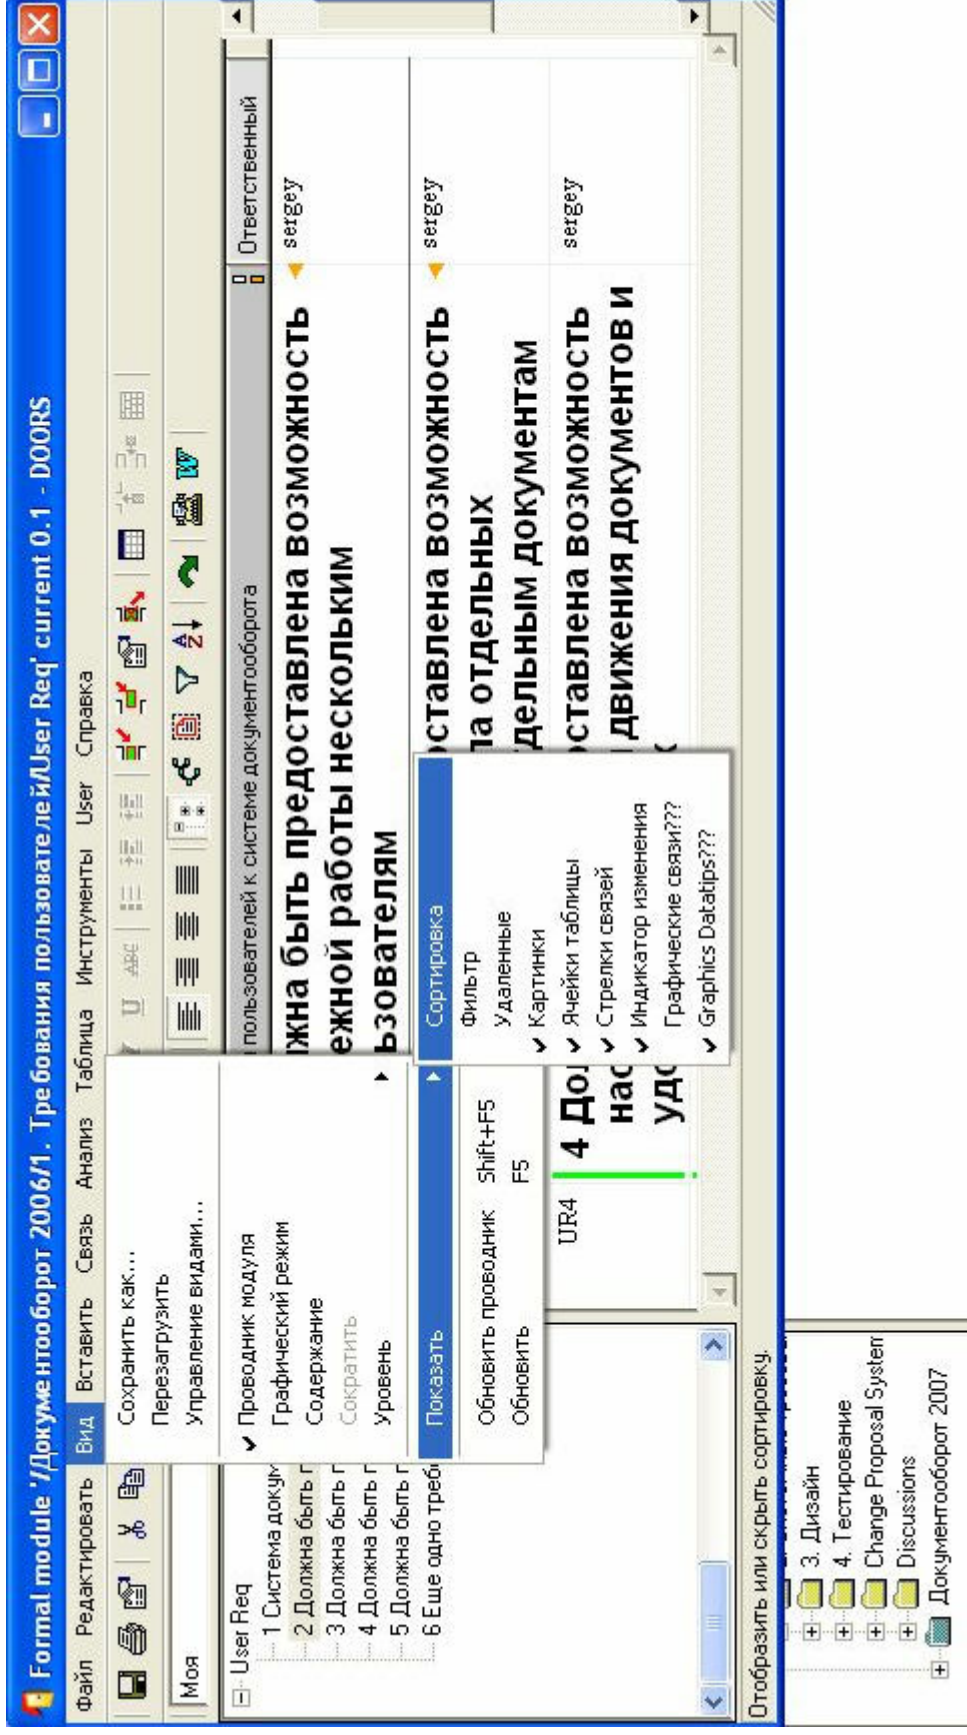 Formal module '/Документооборот 2006/1. Требования пользователей/User Req' current 0.1 - DOORS
Файл Редактировать Вид Вставить Связь Анализ Таблица Инструменты User Справка
U ABC
Моя
Сохранить как...
Перезагрузить
Управление видами...
Проводник модуля
Графический режим
Содержание
Сократить
Уровень
Показать
Обновить проводник Shift+F5
Обновить F5
Сортировка
Фильтр
Удаленные
Картинки
Ячейки таблицы
Стрелки связей
Индикатор изменения
Графические связи???
Graphics Datatips???
User Req
1 Система докум
2 Должна быть п
3 Должна быть п
4 Должна быть п
5 Должна быть п
6 Еще одно треб
пользователей к системе документооборота Ответственный
жна быть предоставлена возможность sergey
ежной работы нескольким
ьзователям
оставлена возможность sergey
ла отдельных
дельным документам
UR4 4 Дол оставлена возможность sergey
нас движения документов и
удо
Отобразить или скрыть сортировку.
3. Дизайн
4. Тестирование
Change Proposal System
Discussions
Документооборот 2007